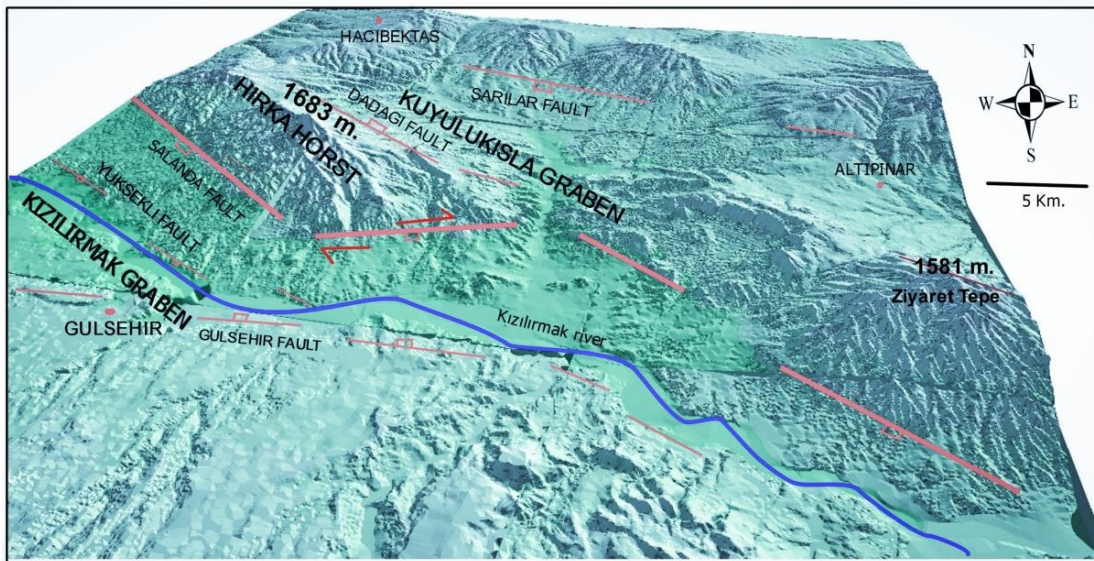 HACIBEKTAS
N
W E
S
5 Km.
SARILAR FAULT
KUYULUKISLA GRABEN
DADAGI FAULT
1683 m.
HIRKA HORST
ALTIPINAR
SALANDA FAULT
YUKSEKLI FAULT
KIZILIRMAK GRABEN
1581 m.
Ziyaret Tepe
GULSEHIR
GULSEHIR FAULT
Kızılırmak river